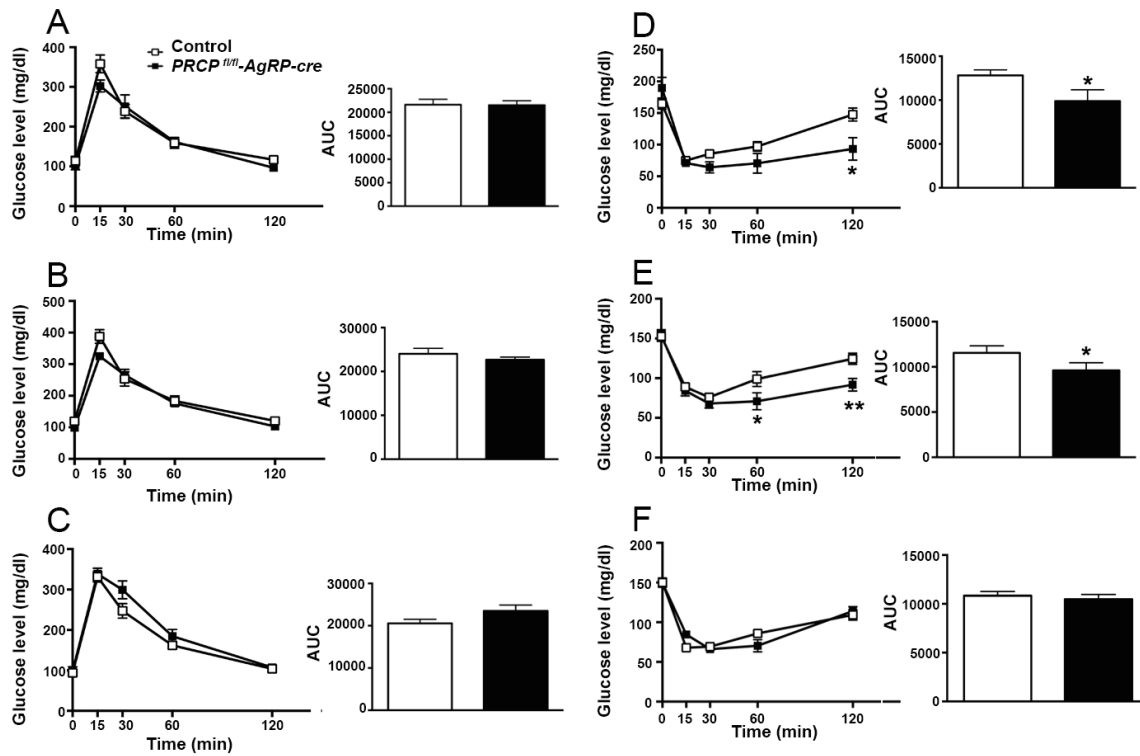 A
Glucose level (mg/dl)
400
300
200
100
0
0 15 30 60 120
Time (min)
Control
PRCP fl/fl-AgRP-cre
AUC
25000
20000
15000
10000
5000
0
D
Glucose level (mg/dl)
250
200
150
100
50
0
0 15 30 60 120
Time (min)
*
AUC
15000
10000
5000
0
*
B
Glucose level (mg/dl)
500
400
300
200
100
0
0 15 30 60 120
Time (min)
AUC
30000
20000
10000
0
E
Glucose level (mg/dl)
200
150
100
50
0
0 15 30 60 120
Time (min)
*
**
AUC
15000
10000
5000
0
*
C
Glucose level (mg/dl)
400
300
200
100
0
0 15 30 60 120
Time (min)
AUC
30000
20000
10000
0
F
Glucose level (mg/dl)
200
150
100
50
0
0 15 30 60 120
Time (min)
AUC
15000
10000
5000
0